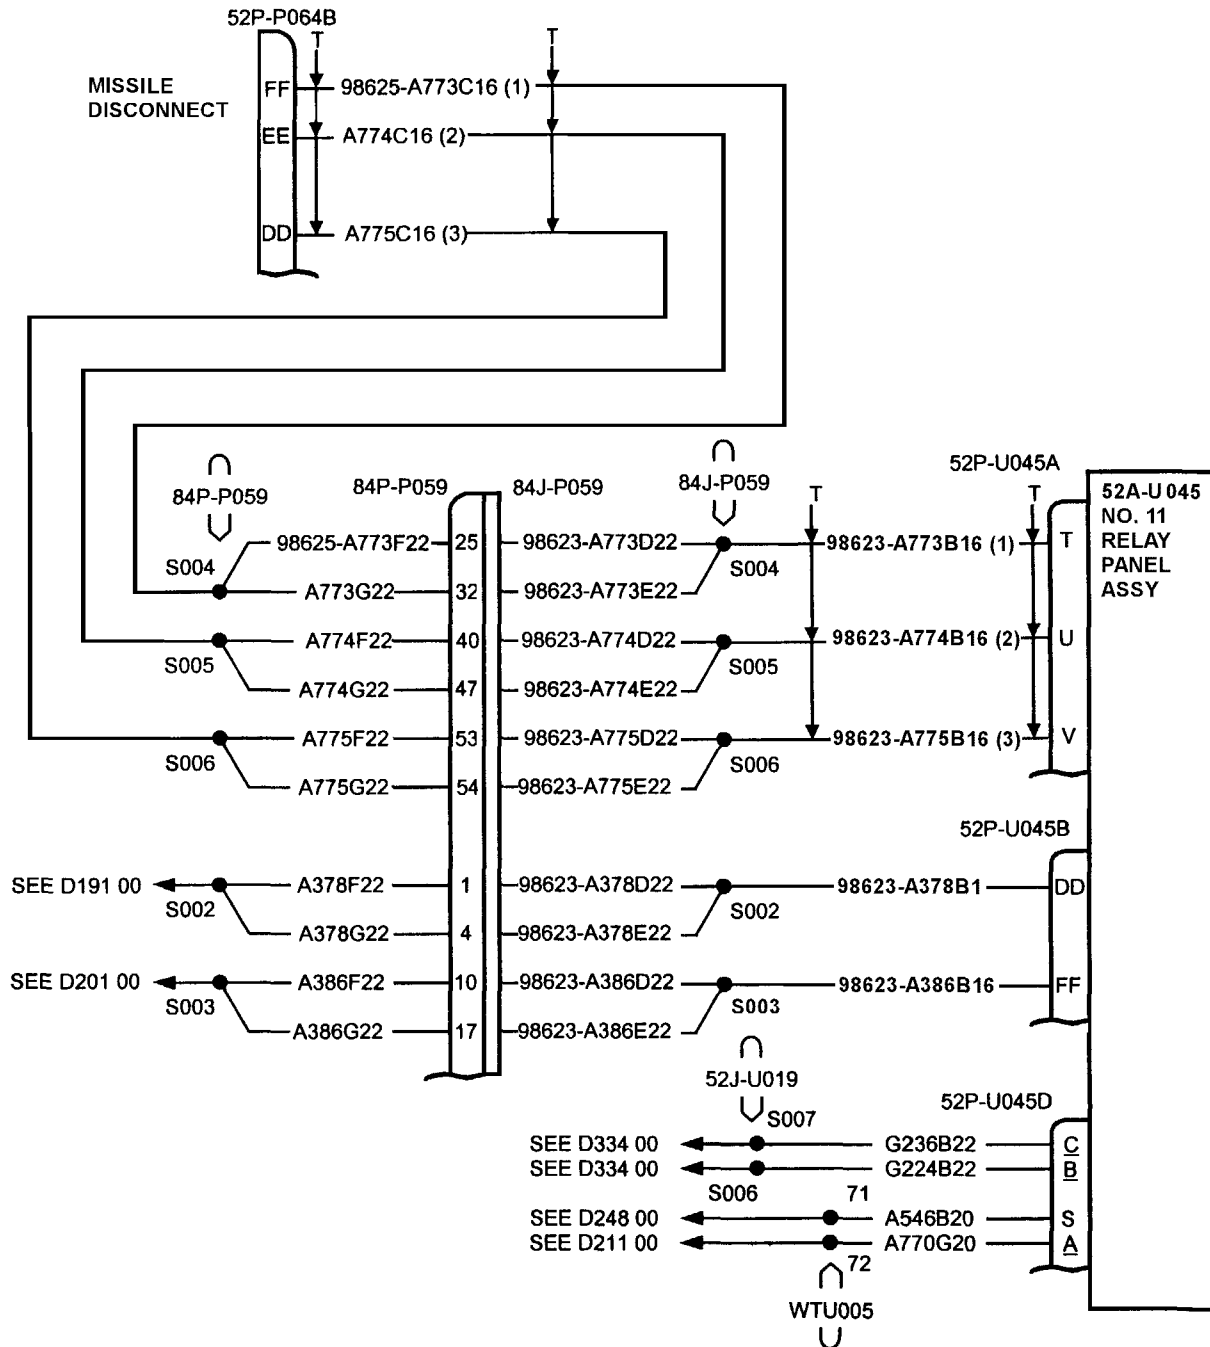 52P-P064B
T
T
MISSILE
DISCONNECT
FF
98625-A773C16 (1)
EE
A774C16 (2)
DD
A775C16 (3)
84P-P059
84P-P059
84J-P059
84J-P059
T
52P-U045A
T
52A-U045
NO. 11
RELAY
PANEL
ASSY
S004
98625-A773F22
25
98623-A773D22
S004
98623-A773B16 (1)
T
A773G22
32
98623-A773E22
S005
A774F22
40
98623-A774D22
S005
98623-A774B16 (2)
U
A774G22
47
98623-A774E22
S006
A775F22
53
98623-A775D22
S006
98623-A775B16 (3)
V
A775G22
54
98623-A775E22
52P-U045B
SEE D191 00
S002
A378F22
1
98623-A378D22
S002
98623-A378B1
DD
A378G22
4
98623-A378E22
SEE D201 00
S003
A386F22
10
98623-A386D22
S003
98623-A386B16
FF
A386G22
17
98623-A386E22
52J-U019
S007
52P-U045D
SEE D334 00
G236B22
C
SEE D334 00
G224B22
B
S006
71
SEE D248 00
A546B20
S
SEE D211 00
A770G20
A
72
WTU005